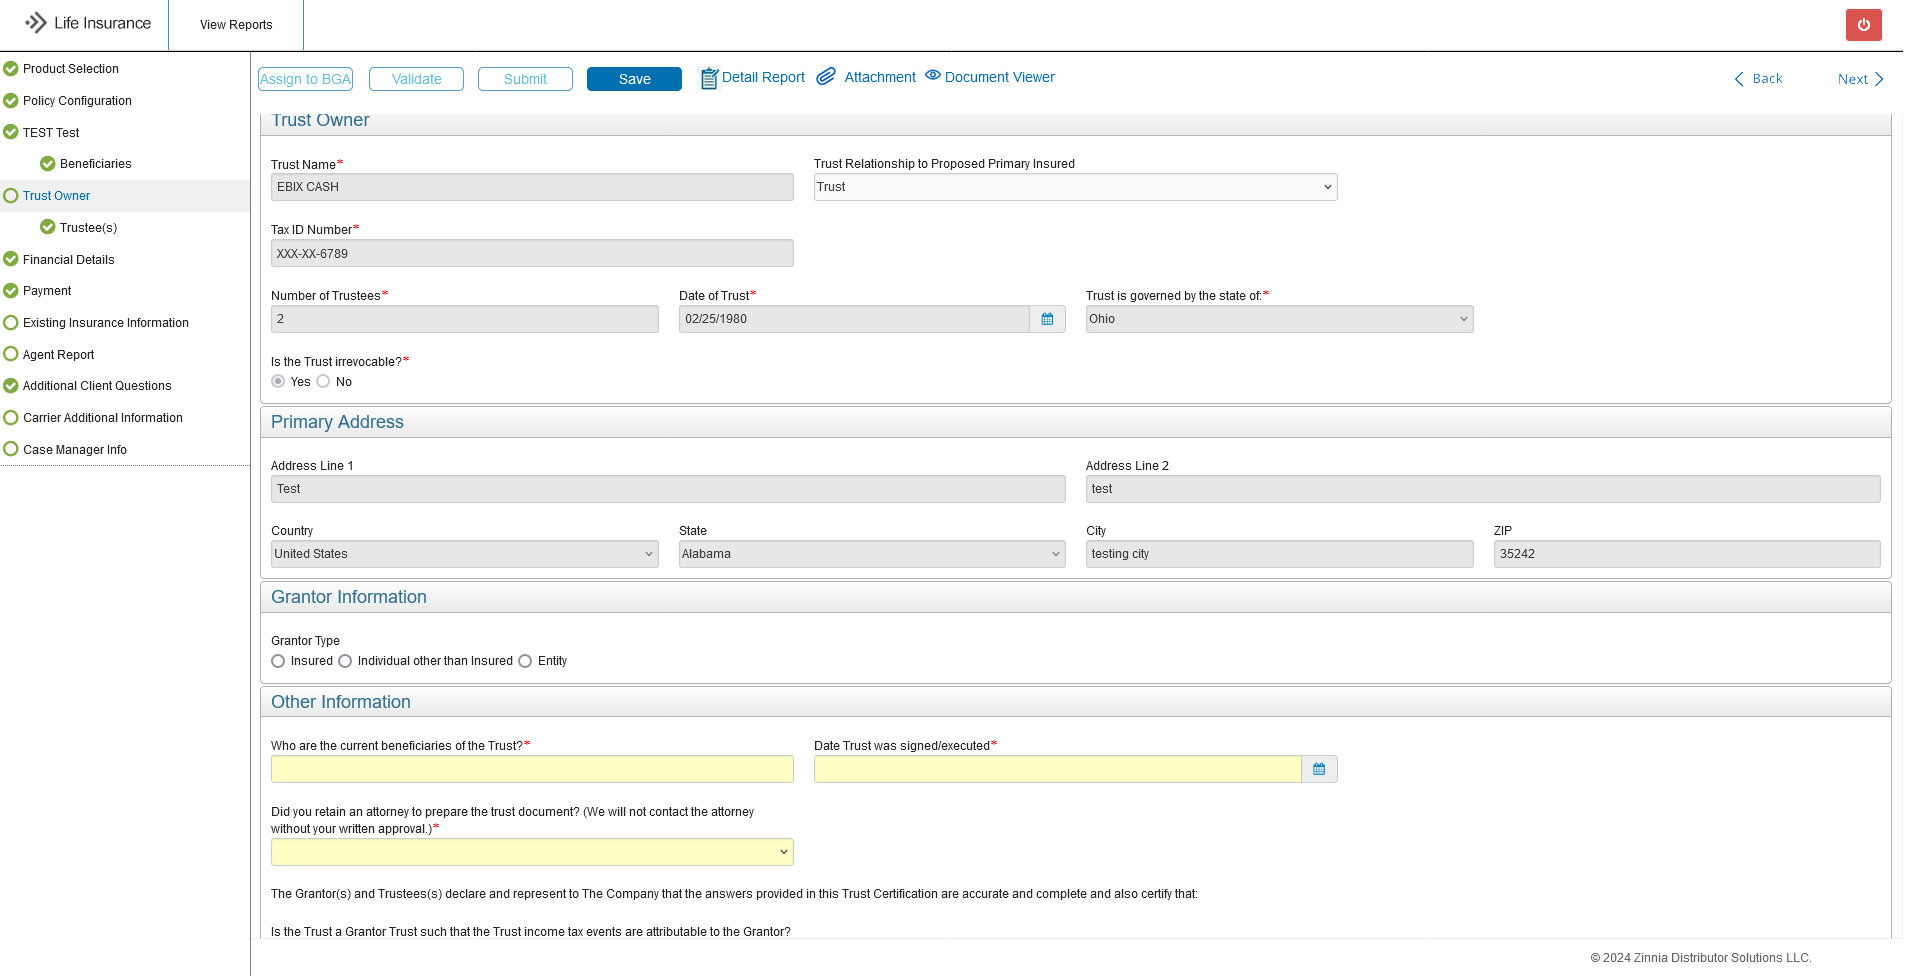 Life Insurance
View Reports
Product Selection
Policy Configuration
TEST Test
Beneficiaries
Trust Owner
Trustee(s)
Financial Details
Payment
Existing Insurance Information
Agent Report
Additional Client Questions
Carrier Additional Information
Case Manager Info
Assign to BGA
Validate
Submit
Save
Detail Report
Attachment
Document Viewer
Back
Next
Trust Owner
Trust Name*
Trust Relationship to Proposed Primary Insured
EBIX CASH
Trust
Tax ID Number*
XXX-XX-6789
Number of Trustees*
Date of Trust*
Trust is governed by the state of:*
2
02/25/1980
Ohio
Is the Trust irrevocable?*
Yes No
Primary Address
Address Line 1
Address Line 2
Test
test
Country
State
City
ZIP
United States
Alabama
testing city
35242
Grantor Information
Grantor Type
Insured Individual other than Insured Entity
Other Information
Who are the current beneficiaries of the Trust?*
Date Trust was signed/executed*
Did you retain an attorney to prepare the trust document? (We will not contact the attorney
without your written approval.)*
The Grantor(s) and Trustees(s) declare and represent to The Company that the answers provided in this Trust Certification are accurate and complete and also certify that:
Is the Trust a Grantor Trust such that the Trust income tax events are attributable to the Grantor?
© 2024 Zinnia Distributor Solutions LLC.